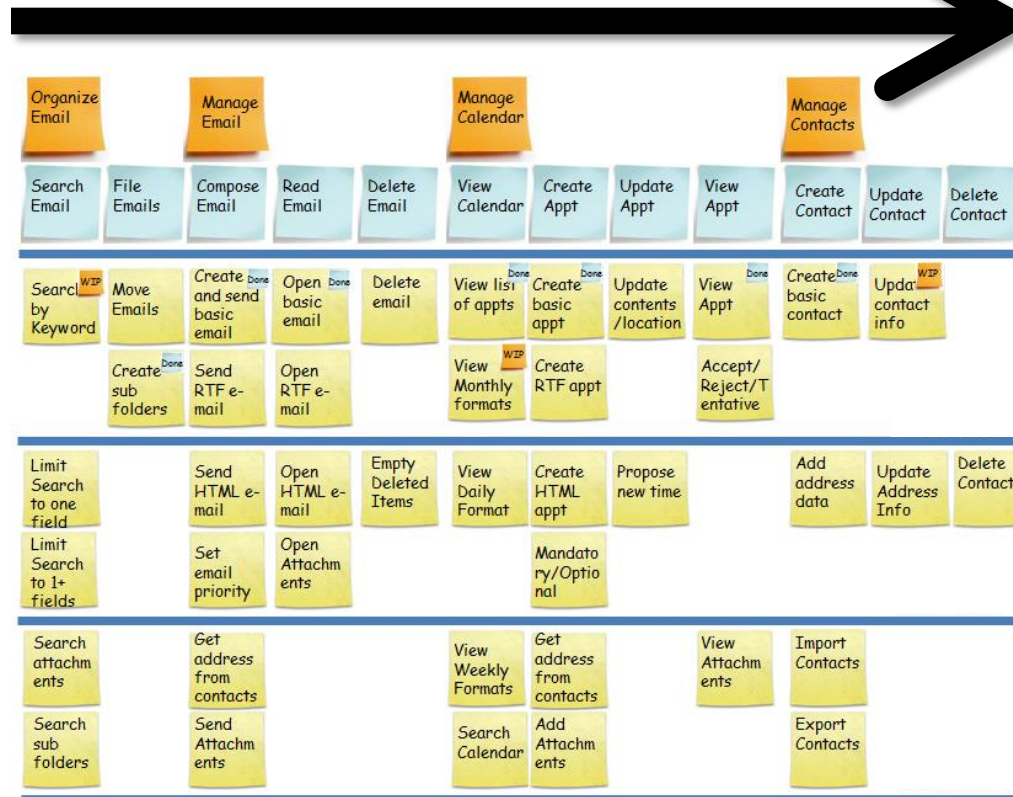 Organize
Email
Manage
Email
Manage
Calendar
Manage
Contacts
Search
Email
File
Emails
Compose
Email
Read
Email
Delete
Email
View
Calendar
Create
Appt
Update
Appt
View
Appt
Create
Contact
Update
Contact
Delete
Contact
Searc
WIP
by
Keyword
Move
Emails
Create
Done
and send
basic
email
Open
Done
basic
email
Delete
email
View list
Done
of appts
Create
Done
basic
appt
Update
contents
/location
View
Done
Appt
Create
Done
basic
contact
Upda
WIP
contact
info
Create
Done
sub
folders
Send
RTF e-
mail
Open
RTF e-
mail
View
WIP
Monthly
formats
Create
RTF appt
Accept/
Reject/T
entative
Limit
Search
to one
field
Send
HTML e-
mail
Open
HTML e-
mail
Empty
Deleted
Items
View
Daily
Format
Create
HTML
appt
Propose
new time
Add
address
data
Update
Address
Info
Delete
Contact
Limit
Search
to 1+
fields
Set
email
priority
Open
Attachm
ents
Mandato
ry/Optio
nal
Search
attachm
ents
Get
address
from
contacts
View
Weekly
Formats
Get
address
from
contacts
View
Attachm
ents
Import
Contacts
Search
sub
folders
Send
Attachm
ents
Search
Calendar
Add
Attachm
ents
Export
Contacts